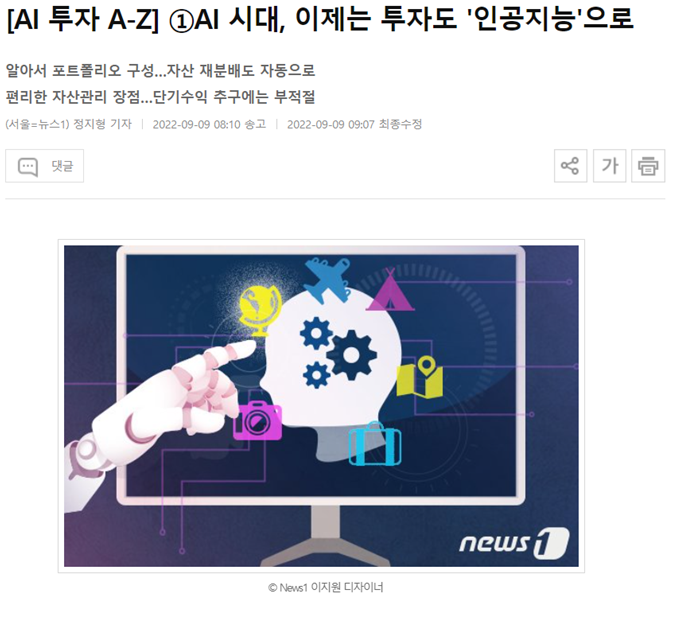 [AI 투자 A-Z] ①AI 시대, 이제는 투자도 '인공지능'으로
알아서 포트폴리오 구성...자산 재분배도 자동으로
편리한 자산관리 장점...단기수익 추구에는 부적절
(서울=뉴스1) 정지형 기자 | 2022-09-09 08:10 송고 | 2022-09-09 09:07 최종수정
댓글
가
news1
© News1 이지원 디자이너